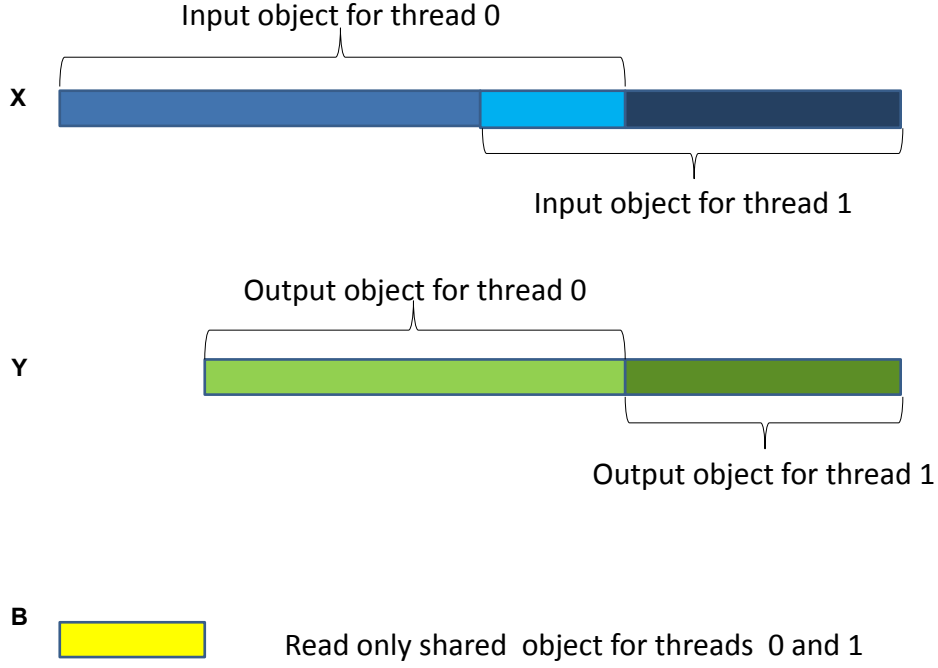 Input object for thread 0
X
Input object for thread 1
Output object for thread 0
Y
Output object for thread 1
B
Read only shared object for threads 0 and 1